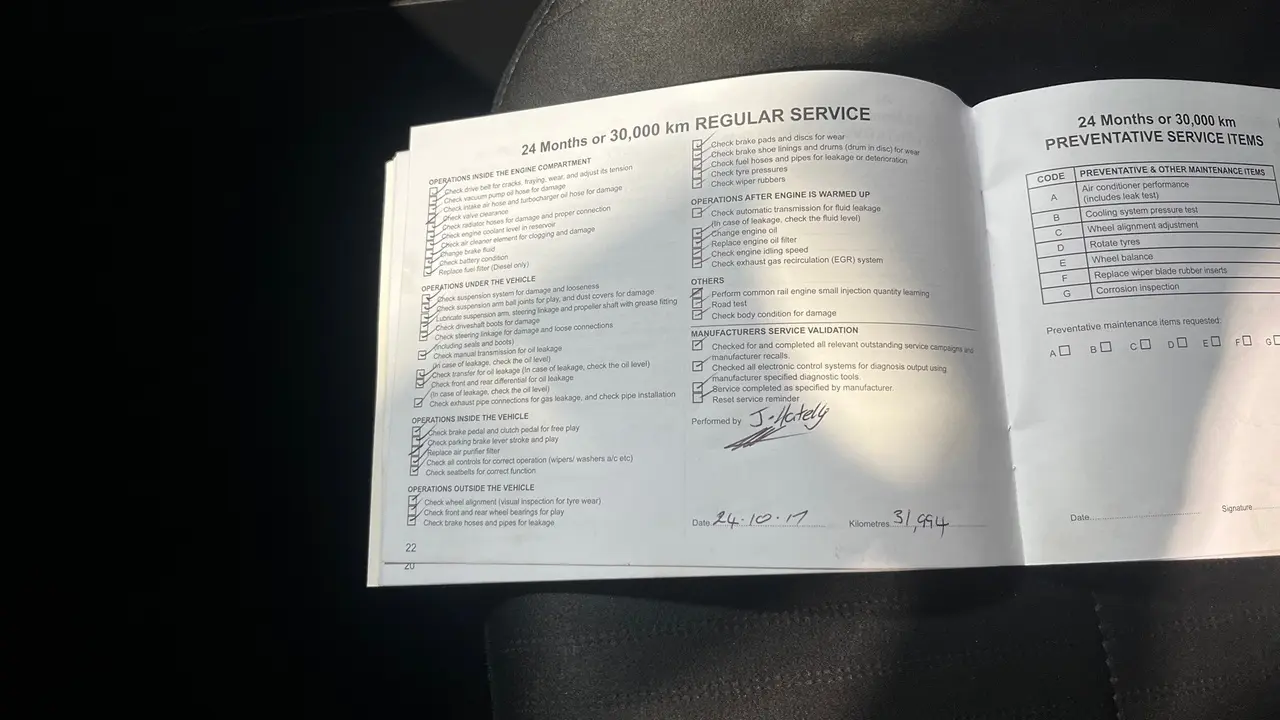 24 Months or 30,000 km REGULAR SERVICE
OPERATIONS INSIDE THE ENGINE COMPARTMENT
Check drive belt for cracks, fraying, wear, and adjust its tension
Check vacuum pump oil hose for damage
Check intake air hose and turbocharger oil hose for damage
Check valve clearance
Check radiator hoses for damage and proper connection
Check engine coolant level in reservoir
Check air cleaner element for clogging and damage
Change brake fluid
Check battery condition
Replace fuel filter (Diesel only)
OPERATIONS UNDER THE VEHICLE
Check suspension system for damage and looseness
Check suspension arm ball joints for play, and dust covers for damage
Lubricate suspension arm, steering linkage and propeller shaft with grease fitting
Check driveshaft boots for damage
Check steering linkage for damage and loose connections
(including seals and boots)
Check manual transmission for oil leakage
(In case of leakage, check the oil level)
Check transfer for oil leakage (In case of leakage, check the oil level)
Check front and rear differential for oil leakage
(In case of leakage, check the oil level)
Check exhaust pipe connections for gas leakage, and check pipe installation
OPERATIONS INSIDE THE VEHICLE
Check brake pedal and clutch pedal for free play
Check parking brake lever stroke and play
Replace air purifier filter
Check all controls for correct operation (wipers/ washers a/c etc)
Check seatbelts for correct function
OPERATIONS OUTSIDE THE VEHICLE
Check wheel alignment (visual inspection for tyre wear)
Check front and rear wheel bearings for play
Check brake hoses and pipes for leakage
22
20
Check brake pads and discs for wear
Check brake shoe linings and drums (drum in disc) for wear
Check fuel hoses and pipes for leakage or deterioration
Check tyre pressures
Check wiper rubbers
OPERATIONS AFTER ENGINE IS WARMED UP
Check automatic transmission for fluid leakage
(In case of leakage, check the fluid level)
Change engine oil
Replace engine oil filter
Check engine idling speed
Check exhaust gas recirculation (EGR) system
OTHERS
Perform common rail engine small injection quantity learning
Road test
Check body condition for damage
MANUFACTURERS SERVICE VALIDATION
Checked for and completed all relevant outstanding service campaigns and
manufacturer recalls.
Checked all electronic control systems for diagnosis output using
manufacturer specified diagnostic tools.
Service completed as specified by manufacturer.
Reset service reminder
Performed by J. Hately
Date 24.10.17 Kilometres 31,994
24 Months or 30,000 km
PREVENTATIVE SERVICE ITEMS
CODE PREVENTATIVE & OTHER MAINTENANCE ITEMS
A Air conditioner performance
(includes leak test)
B Cooling system pressure test
C Wheel alignment adjustment
D Rotate tyres
E Wheel balance
F Replace wiper blade rubber inserts
G Corrosion inspection
Preventative maintenance items requested:
A B C D E F G
Date Signature